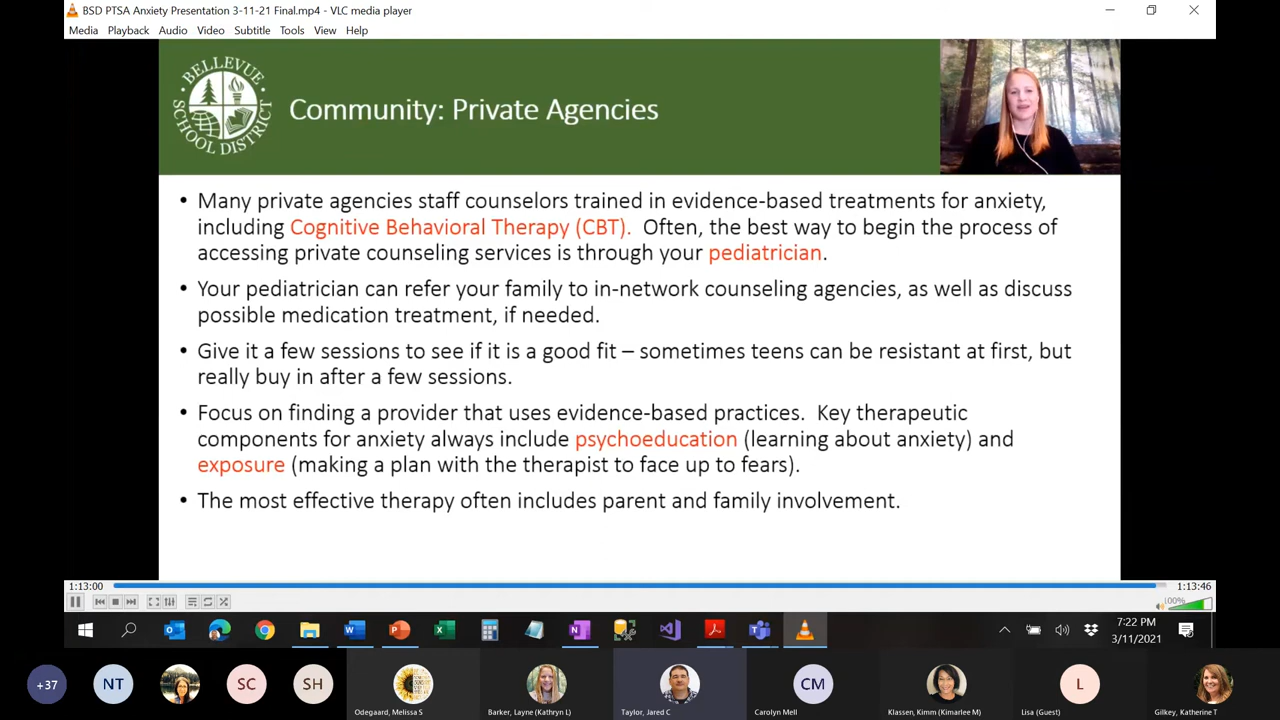 BSD PTSA Anxiety Presentation 3-11-21 Final.mp4 - VLC media player
Media Playback Audio Video Subtitle Tools View Help
BELLEVUE
SCHOOL DISTRICT
Community: Private Agencies
• Many private agencies staff counselors trained in evidence-based treatments for anxiety,
including Cognitive Behavioral Therapy (CBT). Often, the best way to begin the process of
accessing private counseling services is through your pediatrician.
• Your pediatrician can refer your family to in-network counseling agencies, as well as discuss
possible medication treatment, if needed.
• Give it a few sessions to see if it is a good fit – sometimes teens can be resistant at first, but
really buy in after a few sessions.
• Focus on finding a provider that uses evidence-based practices. Key therapeutic
components for anxiety always include psychoeducation (learning about anxiety) and
exposure (making a plan with the therapist to face up to fears).
• The most effective therapy often includes parent and family involvement.
1:13:00
1:13:46
100%
7:22 PM
3/11/2021
+37
NT
SC
SH
CM
L
Odegaard, Melissa S
Barker, Layne (Kathryn L)
Taylor, Jared C
Carolyn Mell
Klassen, Kimm (Kimarlee M)
Lisa (Guest)
Gilkey, Katherine T